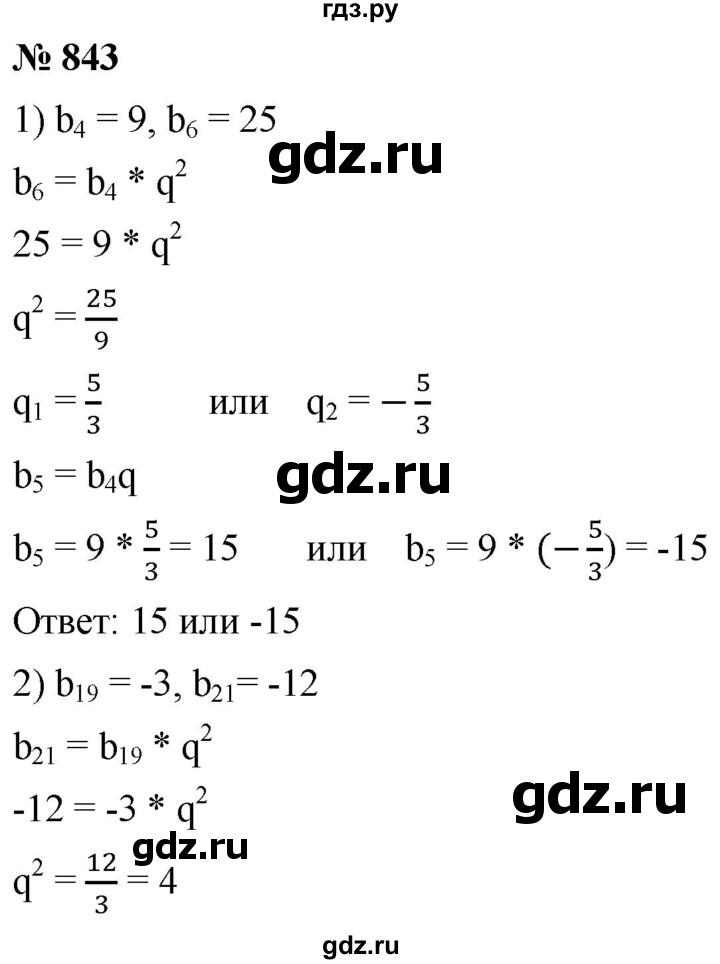 гдз.ру
№ 843
1) b₄ = 9, b₆ = 25
gdz.ru
b₆ = b₄ * q²
25 = 9 * q²
q² = 25/9
q₁ = 5/3 или q₂ = −5/3
b₅ = b₄q
gdz.ru
b₅ = 9 * 5/3 = 15 или b₅ = 9 * (−5/3) = -15
Ответ: 15 или -15
2) b₁₉ = -3, b₂₁= -12
b₂₁ = b₁₉ * q²
-12 = -3 * q²
gdz.ru
gdz.ru
q² = 12/3 = 4
gdz.ru